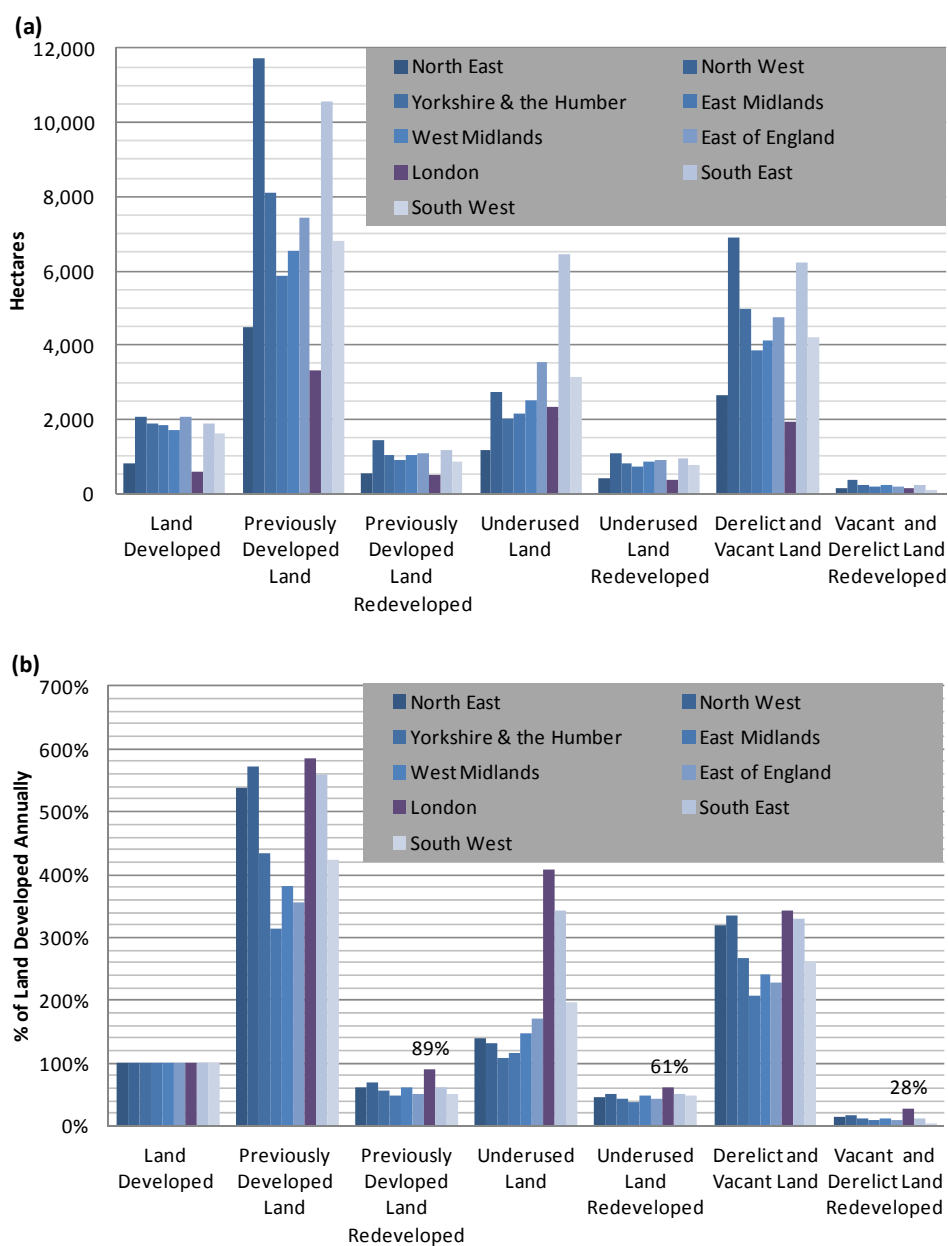 (a)
12,000
10,000
8,000
6,000
4,000
2,000
0
Hectares
North East
North West
Yorkshire & the Humber
East Midlands
West Midlands
East of England
London
South East
South West
Land
Developed
Previously
Developed
Land
Previously
Devloped
Land
Redeveloped
Underused
Land
Underused
Land
Redeveloped
Derelict and
Vacant Land
Vacant and
Derelict Land
Redeveloped
(b)
700%
600%
500%
400%
300%
200%
100%
0%
% of Land Developed Annually
North East
North West
Yorkshire & the Humber
East Midlands
West Midlands
East of England
London
South East
South West
89%
61%
28%
Land
Developed
Previously
Developed
Land
Previously
Devloped
Land
Redeveloped
Underused
Land
Underused
Land
Redeveloped
Derelict and
Vacant Land
Vacant and
Derelict Land
Redeveloped